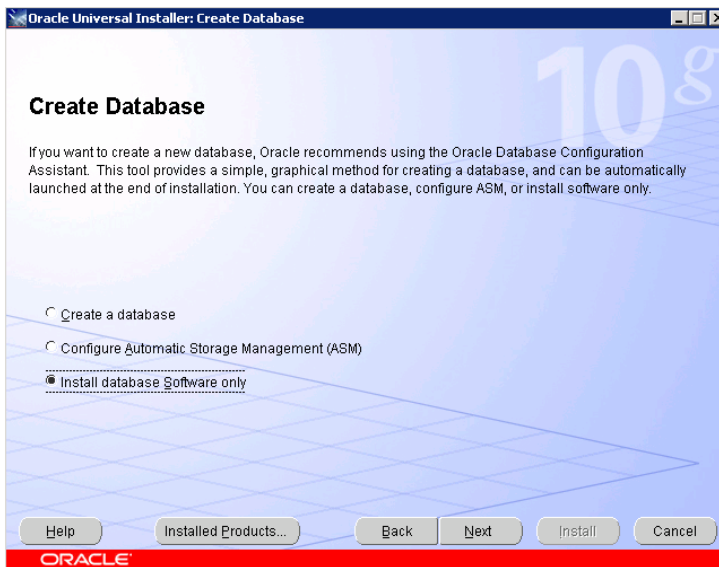 Oracle Universal Installer: Create Database
10g
Create Database
If you want to create a new database, Oracle recommends using the Oracle Database Configuration
Assistant. This tool provides a simple, graphical method for creating a database, and can be automatically
launched at the end of installation. You can create a database, configure ASM, or install software only.
Create a database
Configure Automatic Storage Management (ASM)
Install database Software only
Help Installed Products... Back Next Install Cancel
ORACLE